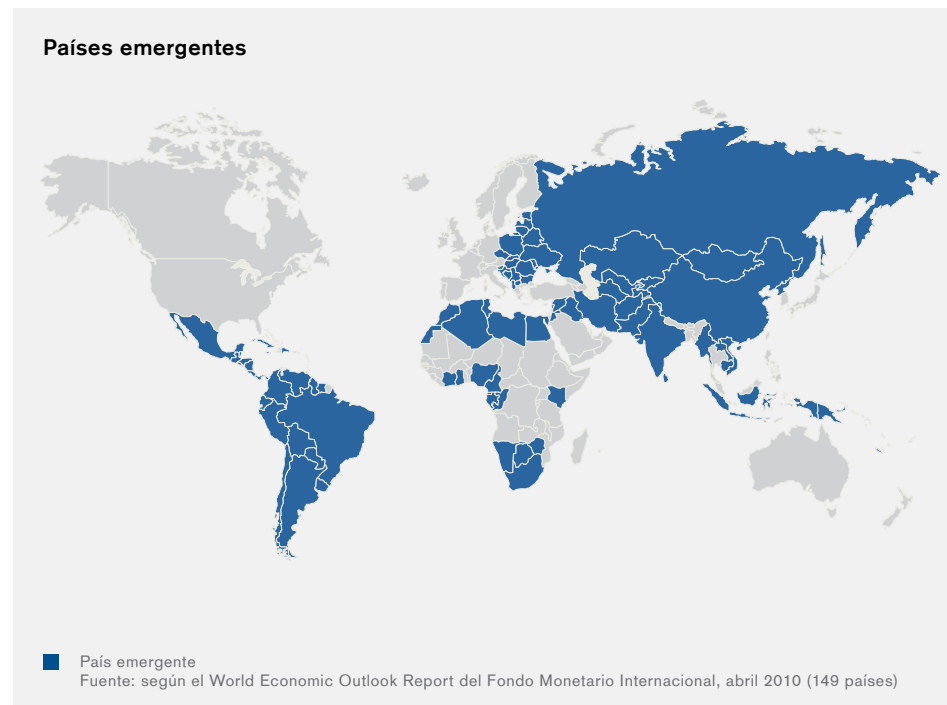 Países emergentes
País emergente
Fuente: según el World Economic Outlook Report del Fondo Monetario Internacional, abril 2010 (149 países)